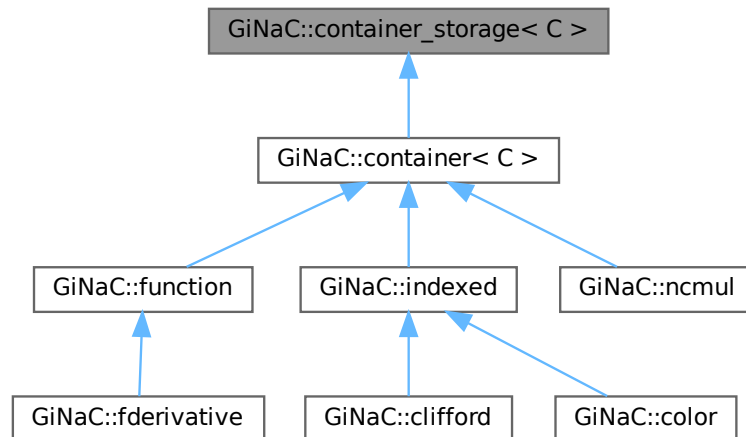 GiNaC::container_storage< C >
GiNaC::container< C >
GiNaC::function
GiNaC::indexed
GiNaC::ncmul
GiNaC::fderivative
GiNaC::clifford
GiNaC::color